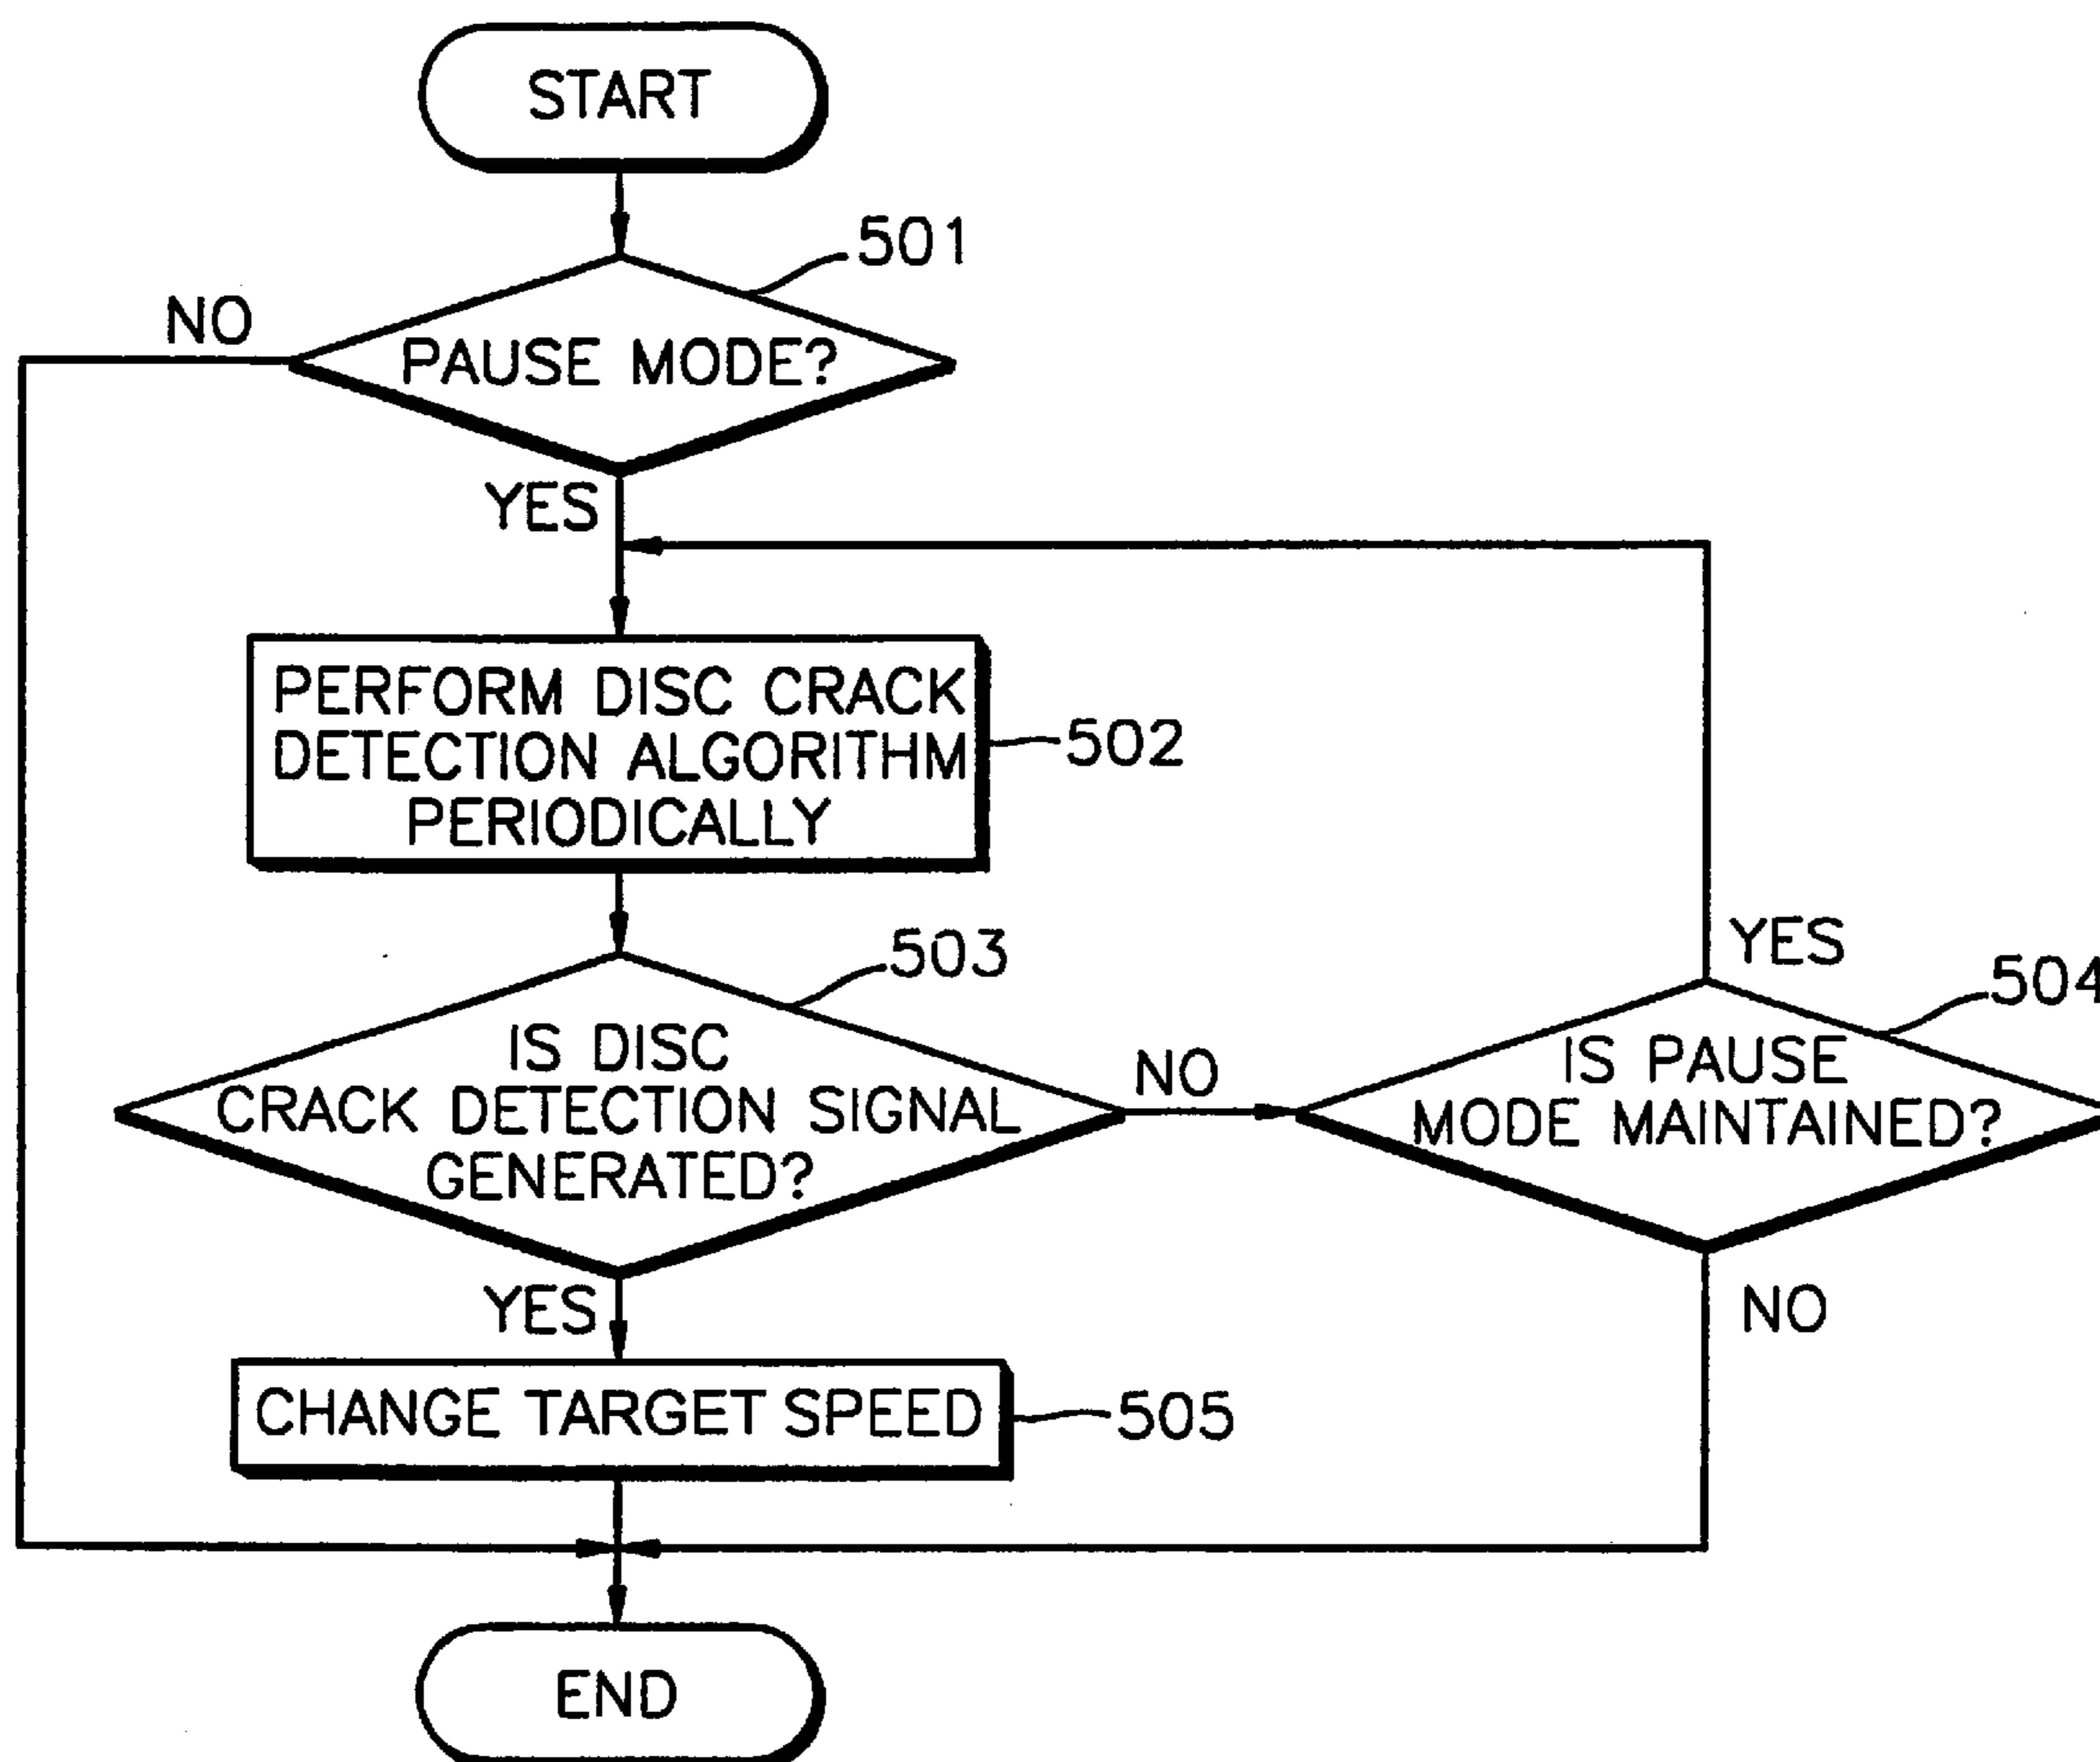 START
501
NO
PAUSE MODE?
YES
PERFORM DISC CRACK
DETECTION ALGORITHM
PERIODICALLY
502
503
IS DISC
CRACK DETECTION SIGNAL
GENERATED?
NO
YES
504
IS PAUSE
MODE MAINTAINED?
YES
NO
CHANGE TARGET SPEED
505
END